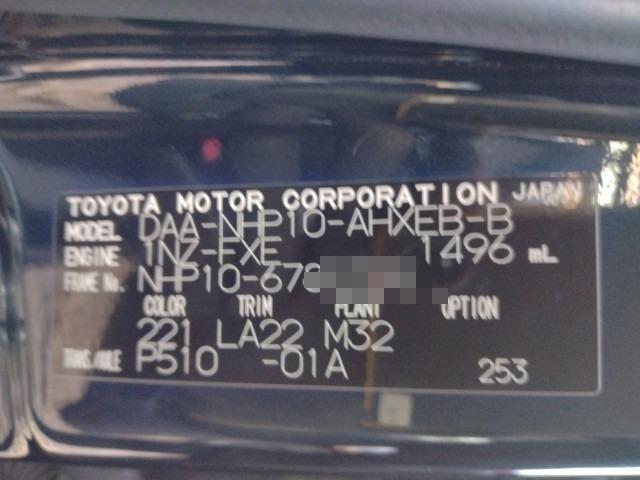 TOYOTA MOTOR CORPORATION JAPAN
MODEL DAA-NHP10-AHXEB-B
ENGINE 1NZ-FXE 1496 mL
FRAME No. NHP10-678
COLOR TRIM PLANT OPTION
221 LA22 M32
TRANS/AXLE P510 -01A 253